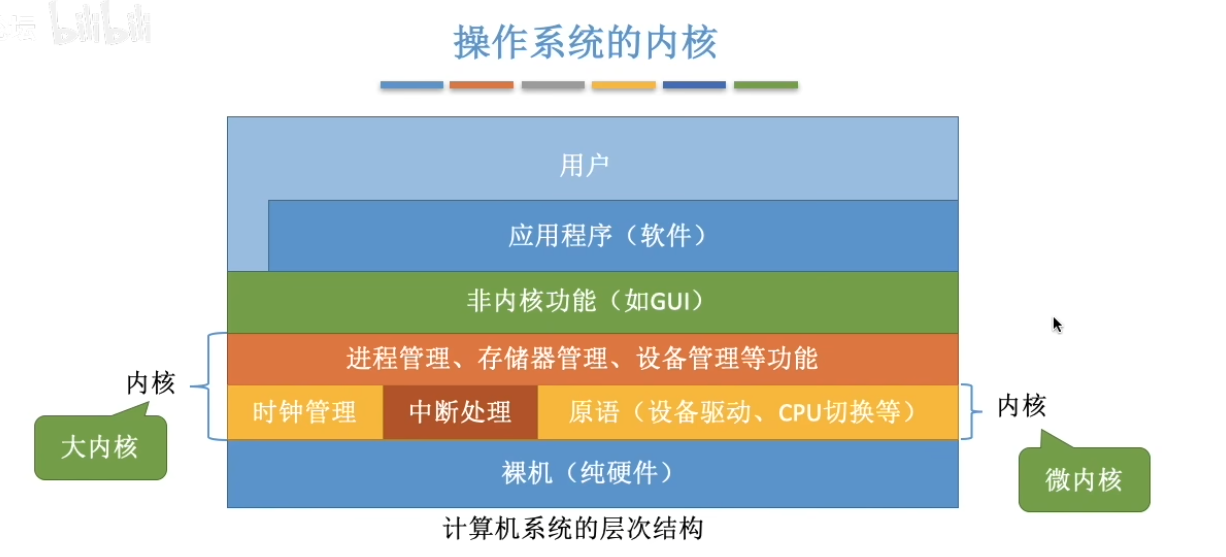 bilibili
操作系统的内核
用户
应用程序（软件）
非内核功能（如GUI）
进程管理、存储器管理、设备管理等功能
内核
大内核
时钟管理
中断处理
原语（设备驱动、CPU切换等）
内核
微内核
裸机（纯硬件）
计算机系统的层次结构